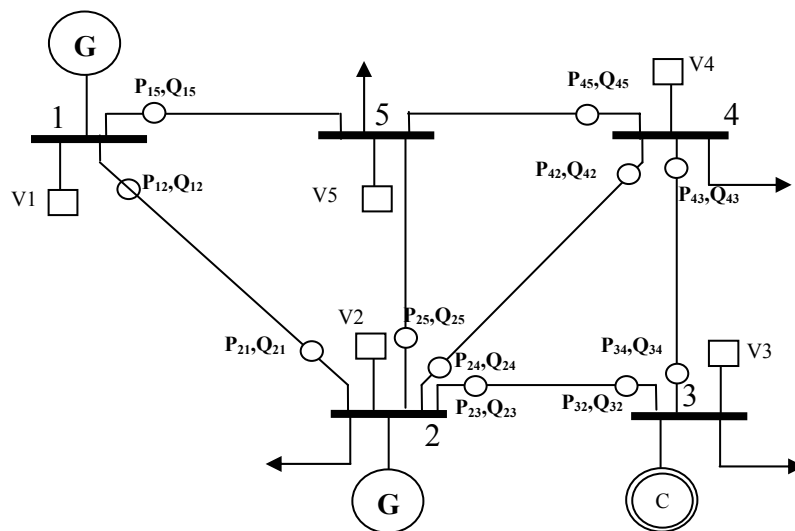 G
P15,Q15
P45,Q45
V4
1
5
4
P12,Q12
P42,Q42
V1
V5
P43,Q43
V2
P25,Q25
P21,Q21
P34,Q34
V3
P24,Q24
P23,Q23
P32,Q32
3
2
G
C